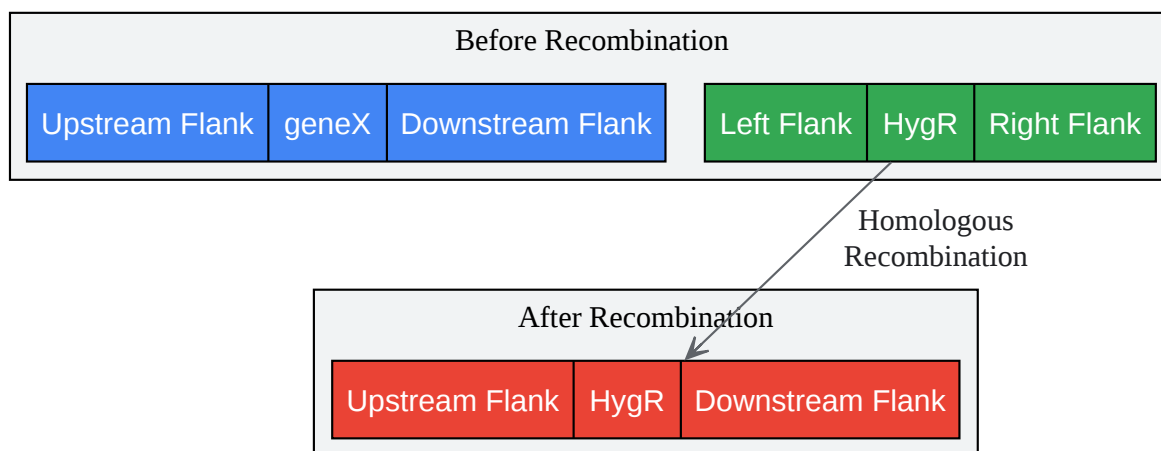 Before Recombination
Upstream Flank geneX Downstream Flank Left Flank HygR Right Flank
Homologous
Recombination
After Recombination
Upstream Flank HygR Downstream Flank